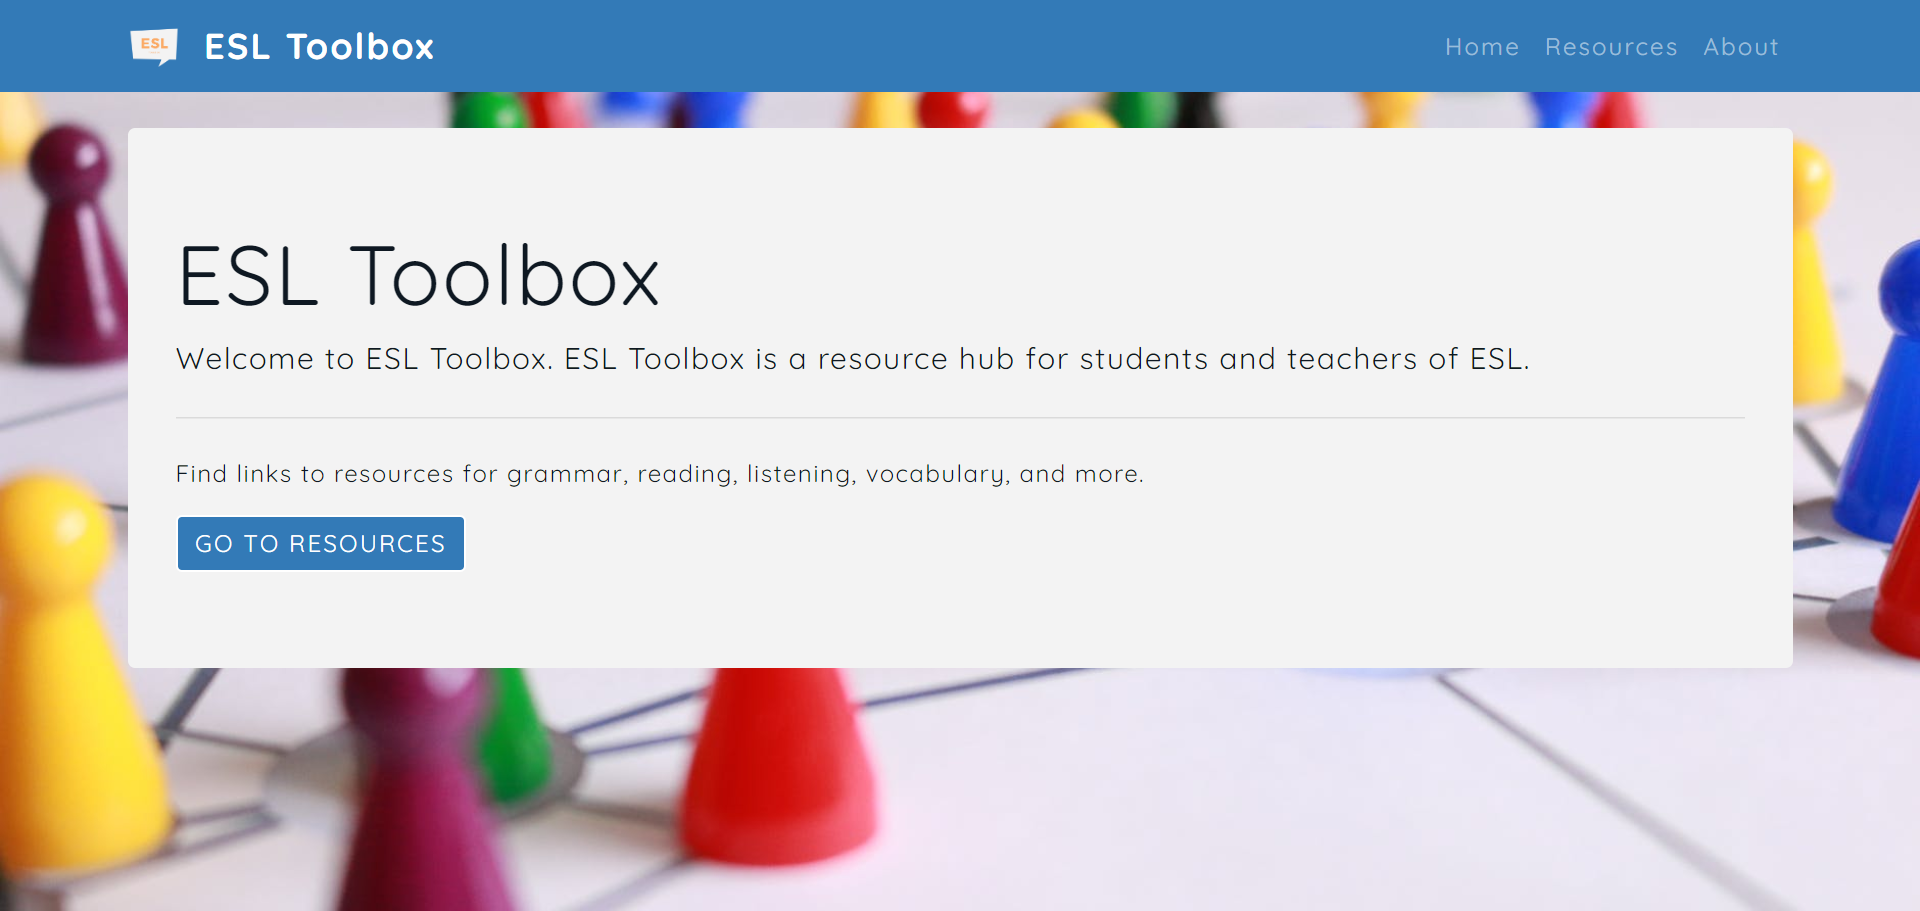 ESL
ESL Toolbox
Home Resources About
ESL Toolbox
Welcome to ESL Toolbox. ESL Toolbox is a resource hub for students and teachers of ESL.
Find links to resources for grammar, reading, listening, vocabulary, and more.
GO TO RESOURCES